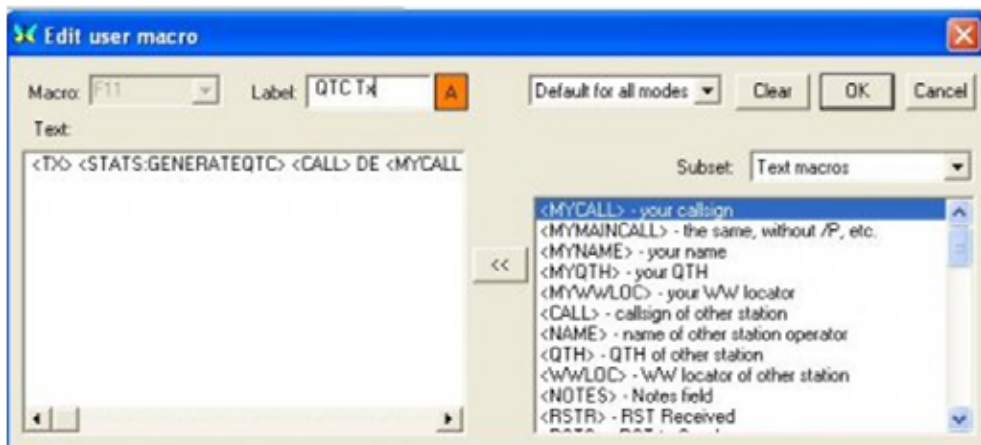 Edit user macro
Macro: F11 Label: QTC Tx A Default for all modes Clear OK Cancel
Text:
<TX> <STATS:GENERATEQTC> <CALL> DE <MYCALL
Subset: Text macros
<<
<MYCALL> - your callsign
<MYMAINCALL> - the same, without /P, etc.
<MYNAME> - your name
<MYQTH> - your QTH
<MYWWLOC> - your WW locator
<CALL> - callsign of other station
<NAME> - name of other station operator
<QTH> - QTH of other station
<WWLOC> - WW locator of other station
<NOTES> - Notes field
<RSTR> - RST Received